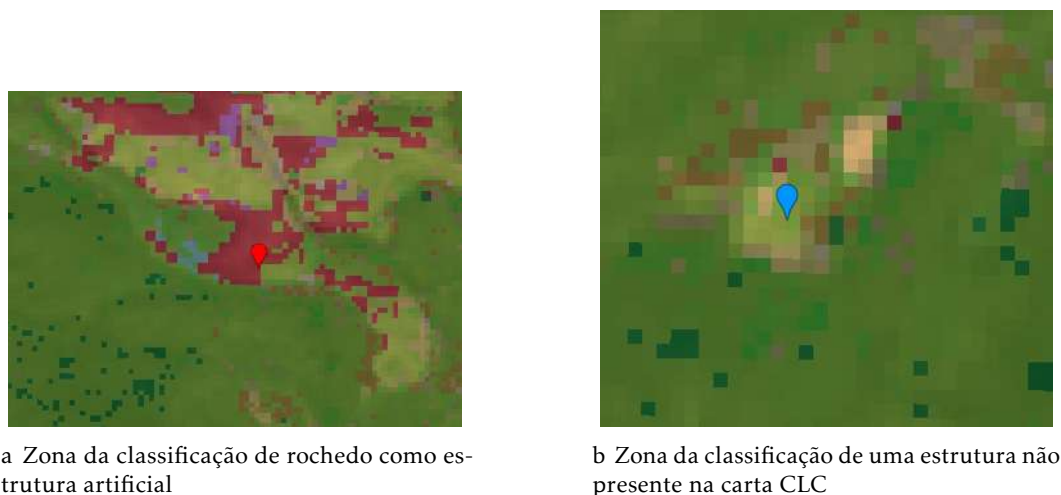 a Zona da classificação de rochedo como es-
trutura artificial
b Zona da classificação de uma estrutura não
presente na carta CLC